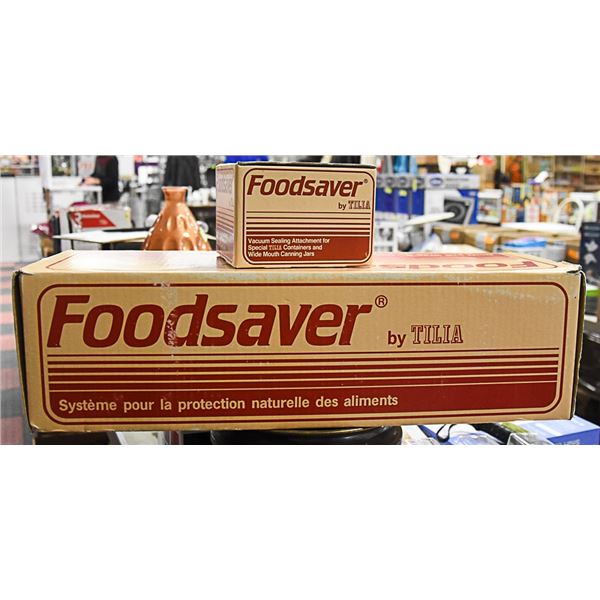 Foodsaver®
by TILIA
Vacuum Sealing Attachment for
Special TILIA Containers and
Wide Mouth Canning Jars
Foodsaver
Foodsaver®
by TILIA
Système pour la protection naturelle des aliments